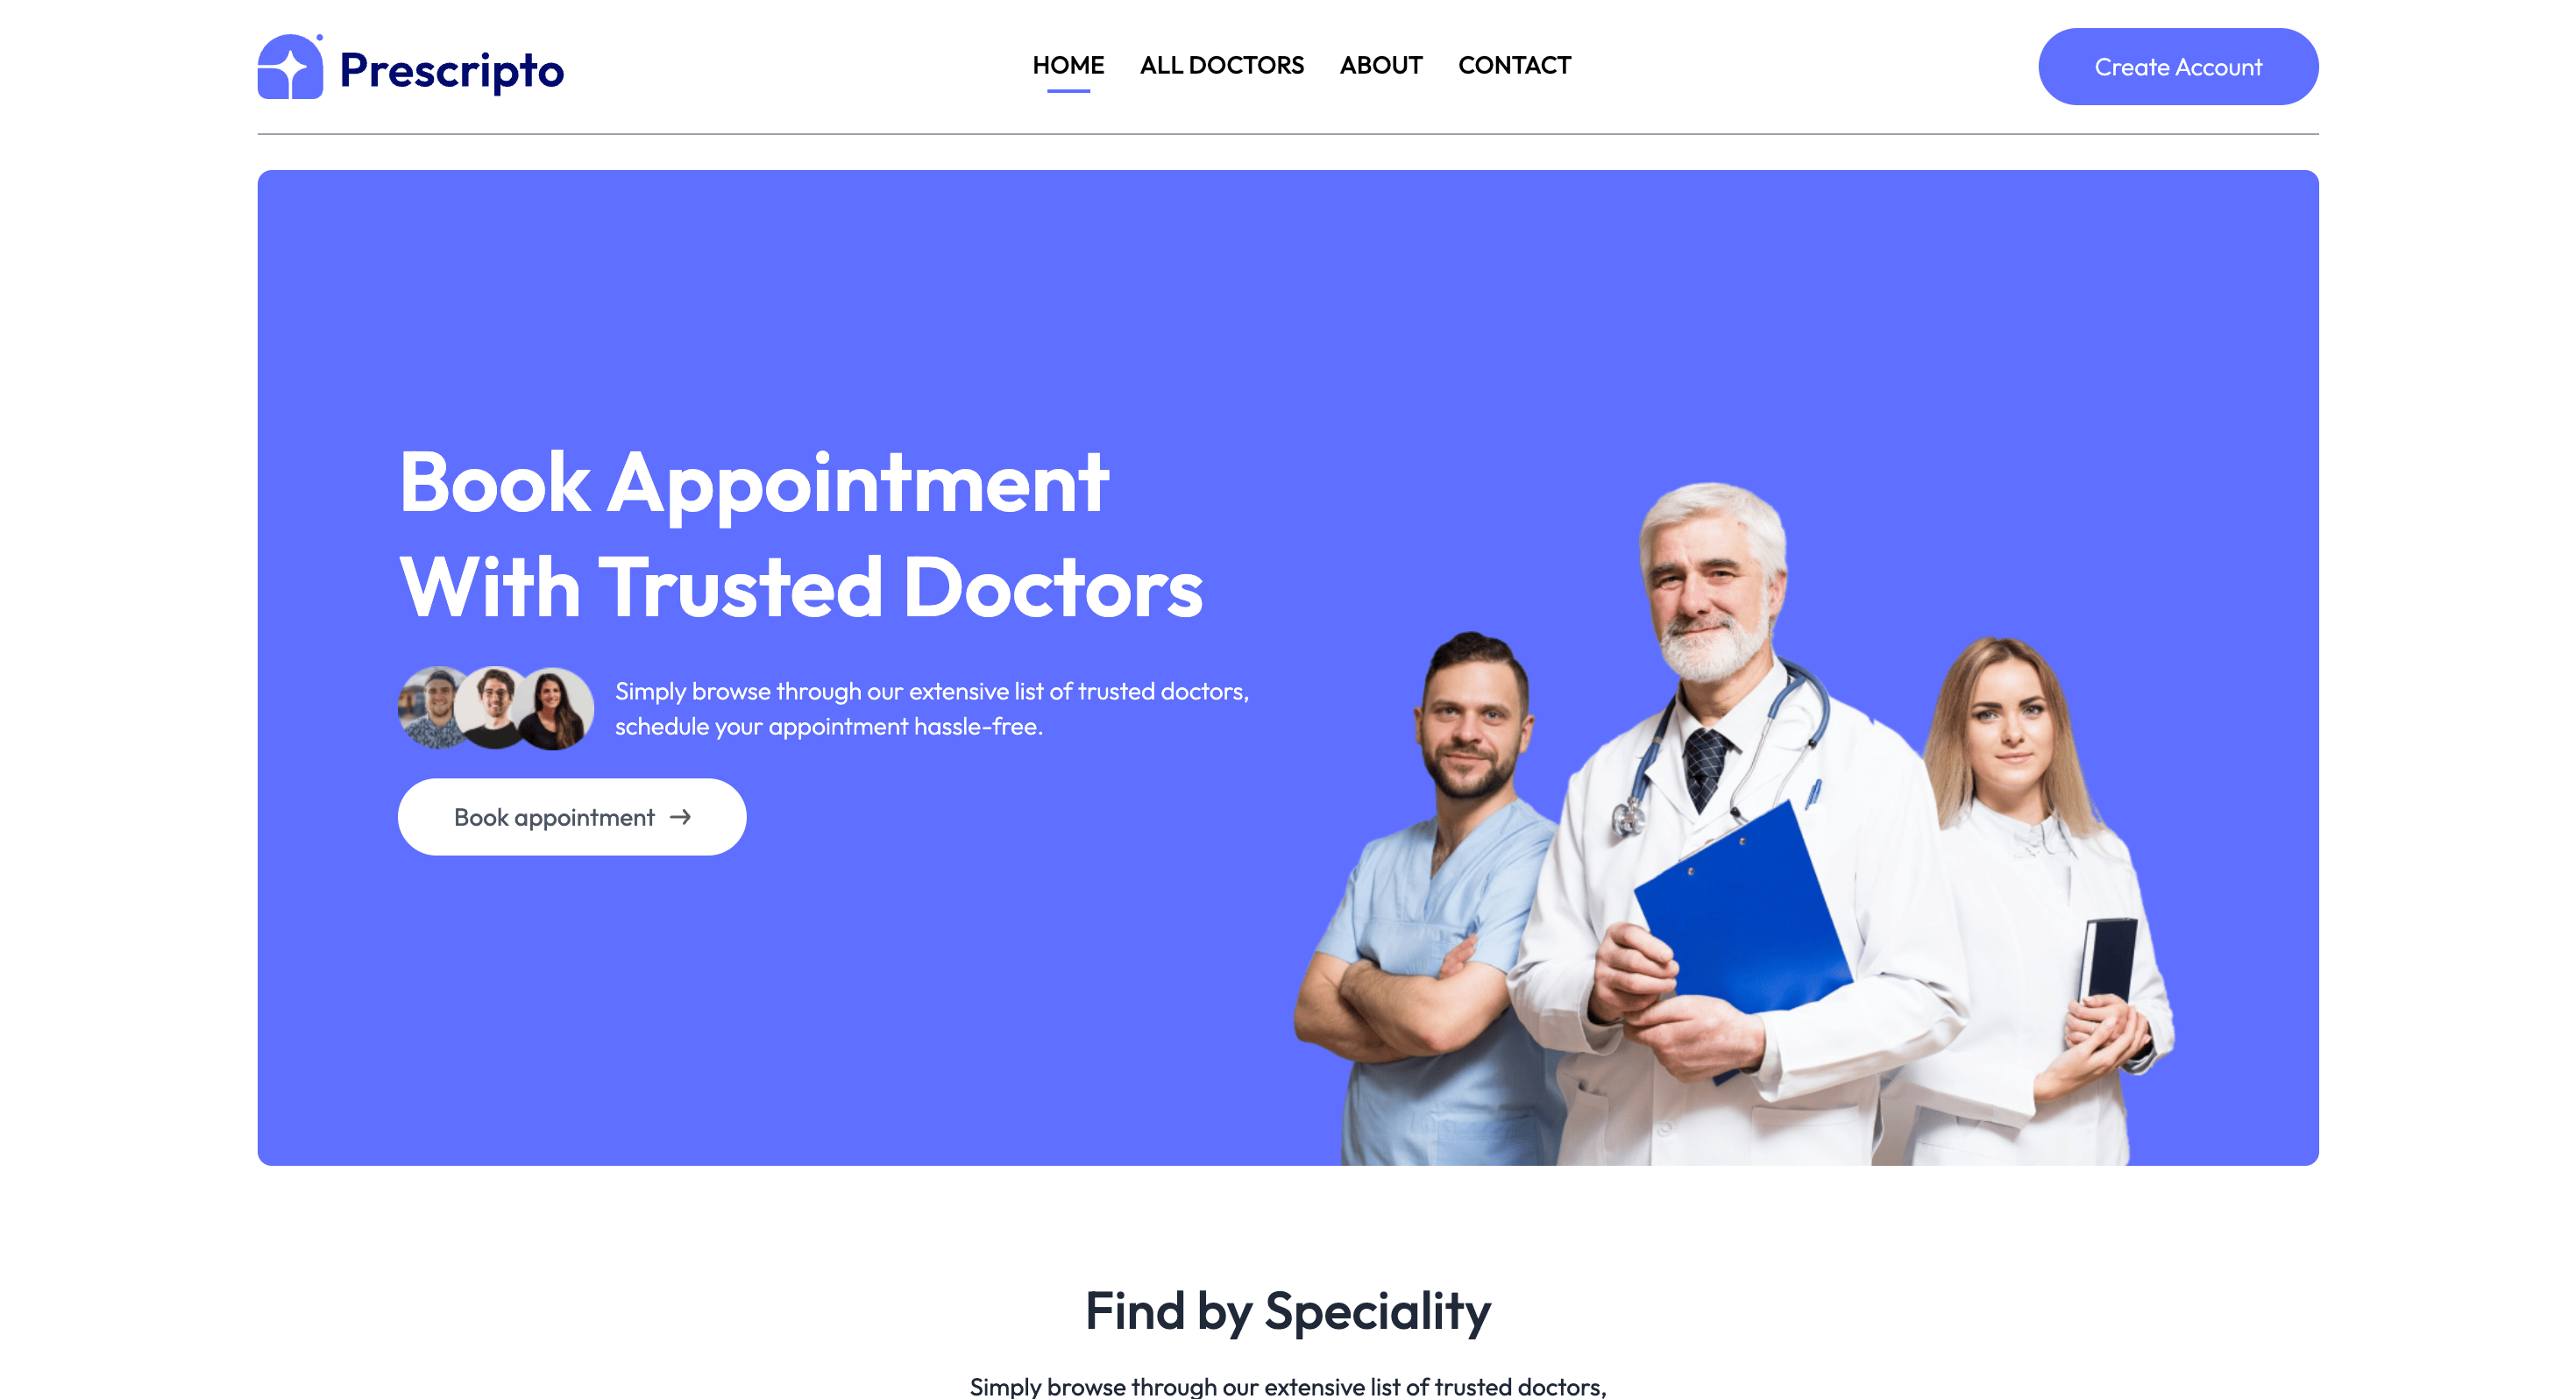 Prescripto
HOME
ALL DOCTORS
ABOUT
CONTACT
Create Account
Book Appointment
With Trusted Doctors
Simply browse through our extensive list of trusted doctors,
schedule your appointment hassle-free.
Book appointment →
Find by Speciality
Simply browse through our extensive list of trusted doctors,